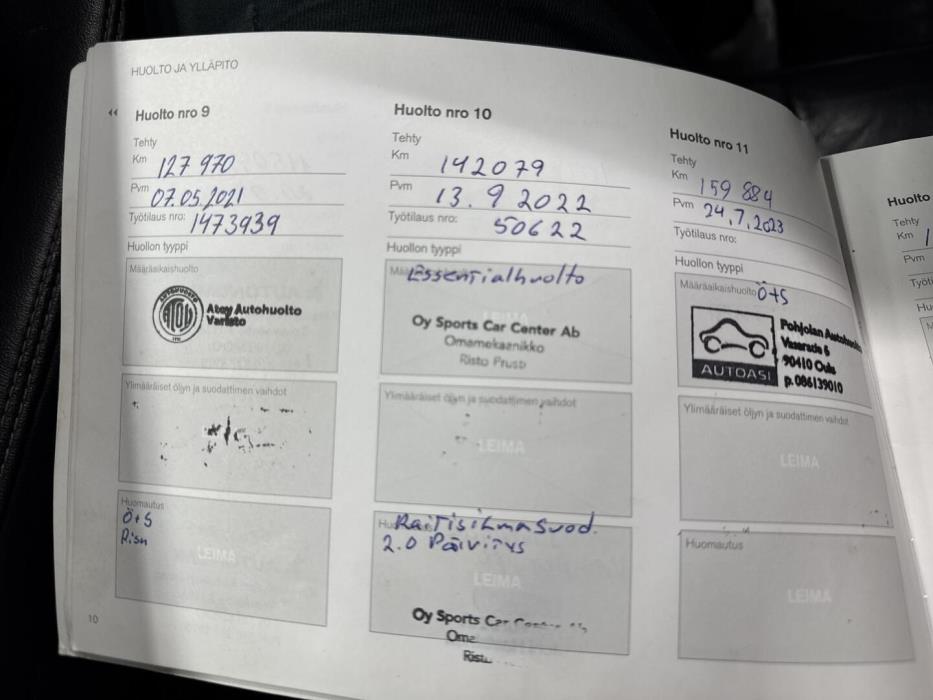 HUOLTO JA YLLÄPITO
Huolto nro 9
Tehty
Km 127 970
Pvm 07.05.2021
Työtilaus nro: 1473939
Huollon tyyppi
Määräaikaishuolto
ATOY
Atoy Autohuolto
Varisto
Ylimääräiset öljyn ja suodattimen vaihdot
Huomautus
Ö+S
Risn
LEIMA
10
Huolto nro 10
Tehty
Km 142079
Pvm 13.9 2022
Työtilaus nro: 50622
Huollon tyyppi
Essentialhuolto
Oy Sports Car Center Ab
Omamekaanikko
Risto Prusti
Ylimääräiset öljyn ja suodattimen vaihdot
LEIMA
Raitisilmasuod.
2.0 Päivitys
LEIMA
Oy Sports Car
Huolto nro 11
Tehty
Km 159 884
Pvm 24.7.2023
Työtilaus nro:
Huollon tyyppi
Määräaikaishuolto Ö+S
AUTOASI
Pohjolan
90410 Oulu
p. 086139010
Ylimääräiset öljyn ja suodattimen vaihdot
LEIMA
Huomautus
LEIMA
Huolto
Tehty
Km
Pvm